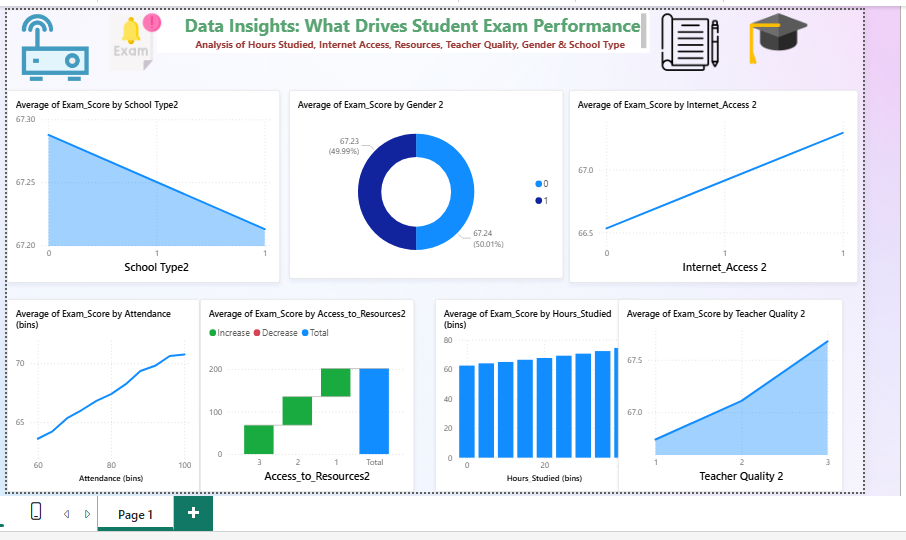 Data Insights: What Drives Student Exam Performance
Analysis of Hours Studied, Internet Access, Resources, Teacher Quality, Gender & School Type
!
Exam
Average of Exam_Score by School Type2
67.30
67.25
67.20
0
1
1
School Type2
Average of Exam_Score by Gender 2
67.23
(49.99%)
67.24
(50.01%)
0
1
Average of Exam_Score by Internet_Access 2
67.0
66.5
0
1
1
Internet_Access 2
Average of Exam_Score by Attendance
(bins)
70
65
60
80
100
Attendance (bins)
Average of Exam_Score by Access_to_Resources2
Increase
Decrease
Total
200
100
0
3
2
1
Total
Access_to_Resources2
Average of Exam_Score by Hours_Studied
(bins)
80
60
40
20
0
0
20
Hours_Studied (bins)
Average of Exam_Score by Teacher Quality 2
67.5
67.0
1
2
3
Teacher Quality 2
Page 1
+